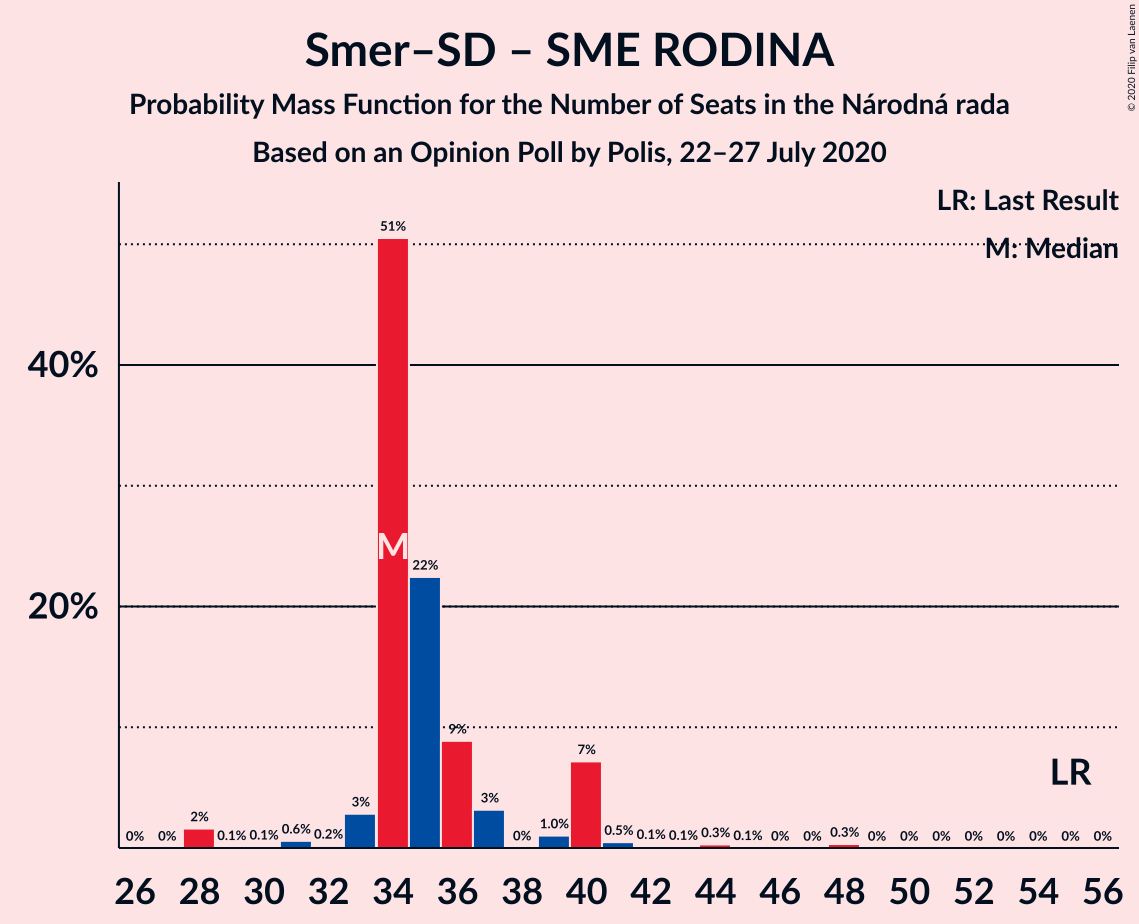 Smer–SD – SME RODINA
Probability Mass Function for the Number of Seats in the Národná rada
Based on an Opinion Poll by Polis, 22–27 July 2020
© 2020 Filip van Laenen
LR: Last Result
M: Median
40%
20%
0% 0% 2% 0.1% 0.1% 0.6% 0.2% 3% 51% 22% 9% 3% 0% 1.0% 7% 0.5% 0.1% 0.1% 0.3% 0.1% 0% 0% 0.3% 0% 0% 0% 0% 0% 0% 0% 0%
M
LR
26 28 30 32 34 36 38 40 42 44 46 48 50 52 54 56